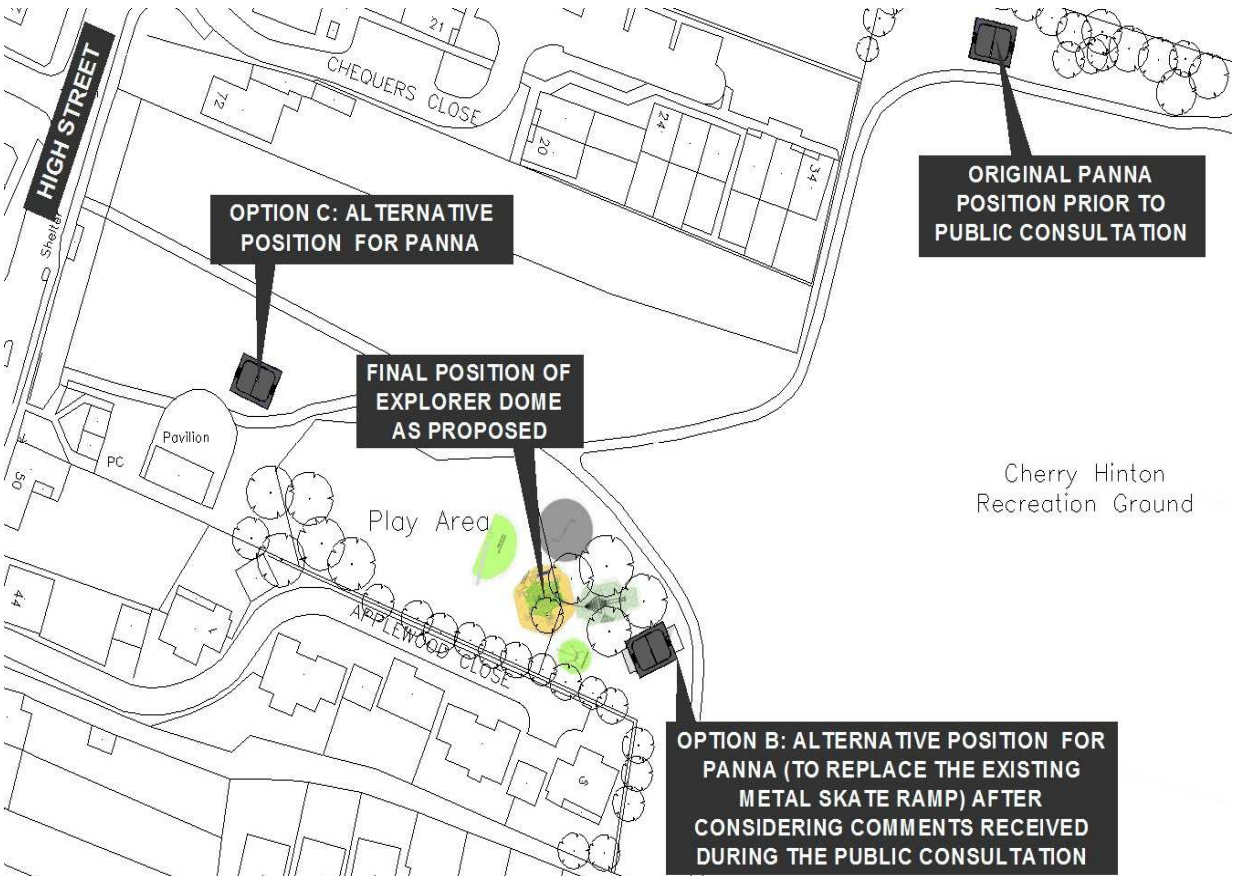 HIGH STREET
21
CHEQUERS CLOSE
72
20
24
34
Shelter
OPTION C: ALTERNATIVE
POSITION FOR PANNA
ORIGINAL PANNA
POSITION PRIOR TO
PUBLIC CONSULTATION
FINAL POSITION OF
EXPLORER DOME
AS PROPOSED
Pavilion
PC
50
Play Area
Cherry Hinton
Recreation Ground
44
APPLEWOOD CLOSE
OPTION B: ALTERNATIVE POSITION FOR
PANNA (TO REPLACE THE EXISTING
METAL SKATE RAMP) AFTER
CONSIDERING COMMENTS RECEIVED
DURING THE PUBLIC CONSULTATION